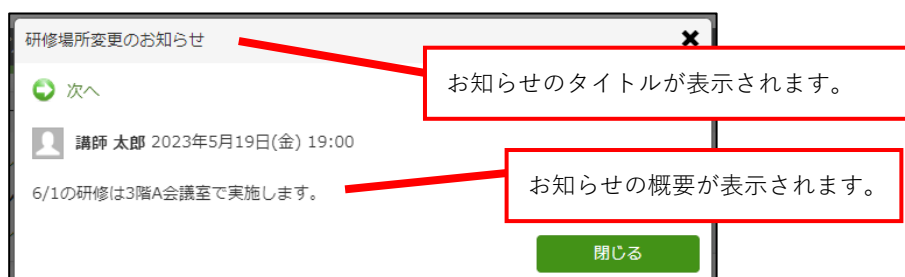 研修場所変更のお知らせ
お知らせのタイトルが表示されます。
次へ
講師 太郎 2023年5月19日(金) 19:00
6/1の研修は3階A会議室で実施します。
お知らせの概要が表示されます。
閉じる